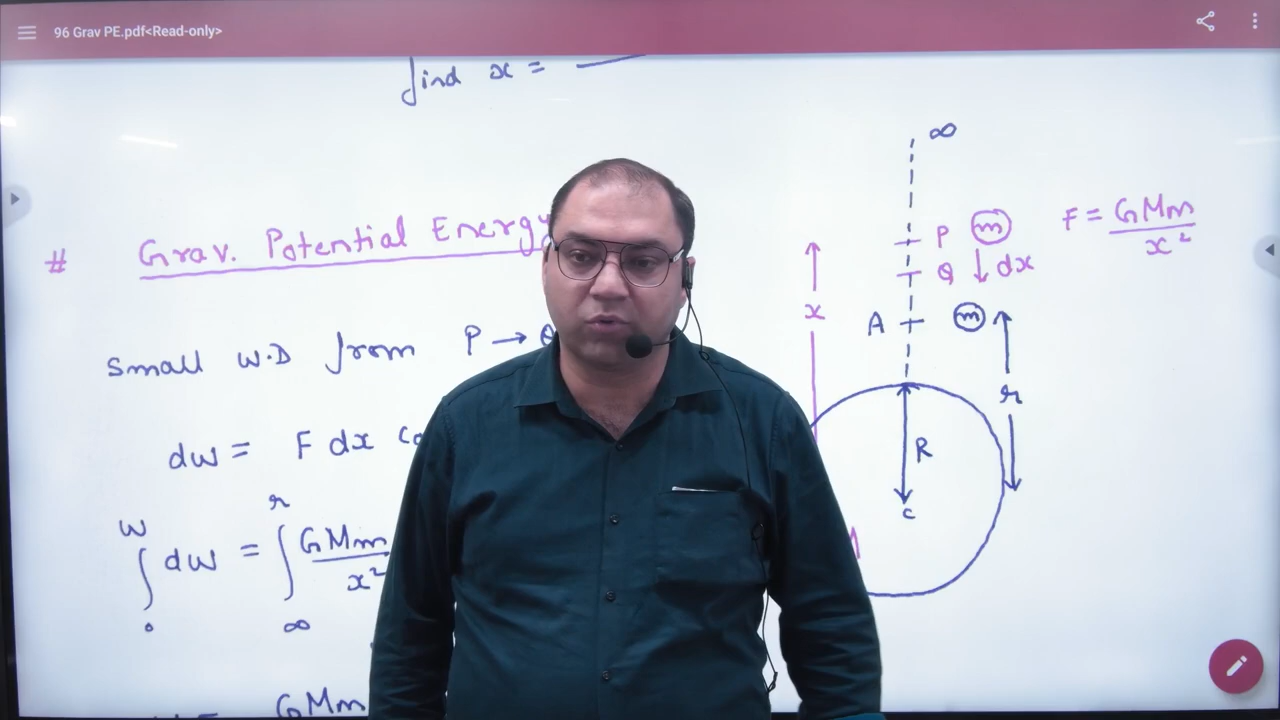 96 Grav PE.pdf<Read-only>
find x =
∞
# Grav. Potential Energy
P m
F = GMm / x²
Q dx
x
A m
Small W.D from P →
r
dw = F dx
R
c
W r
∫ dw = ∫ GMm / x²
0 ∞
GMm